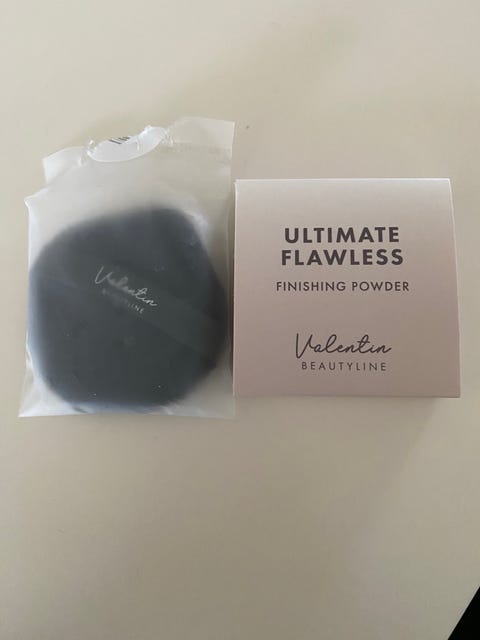 Valentin
BEAUTYLINE
ULTIMATE
FLAWLESS
FINISHING POWDER
Valentin
BEAUTYLINE